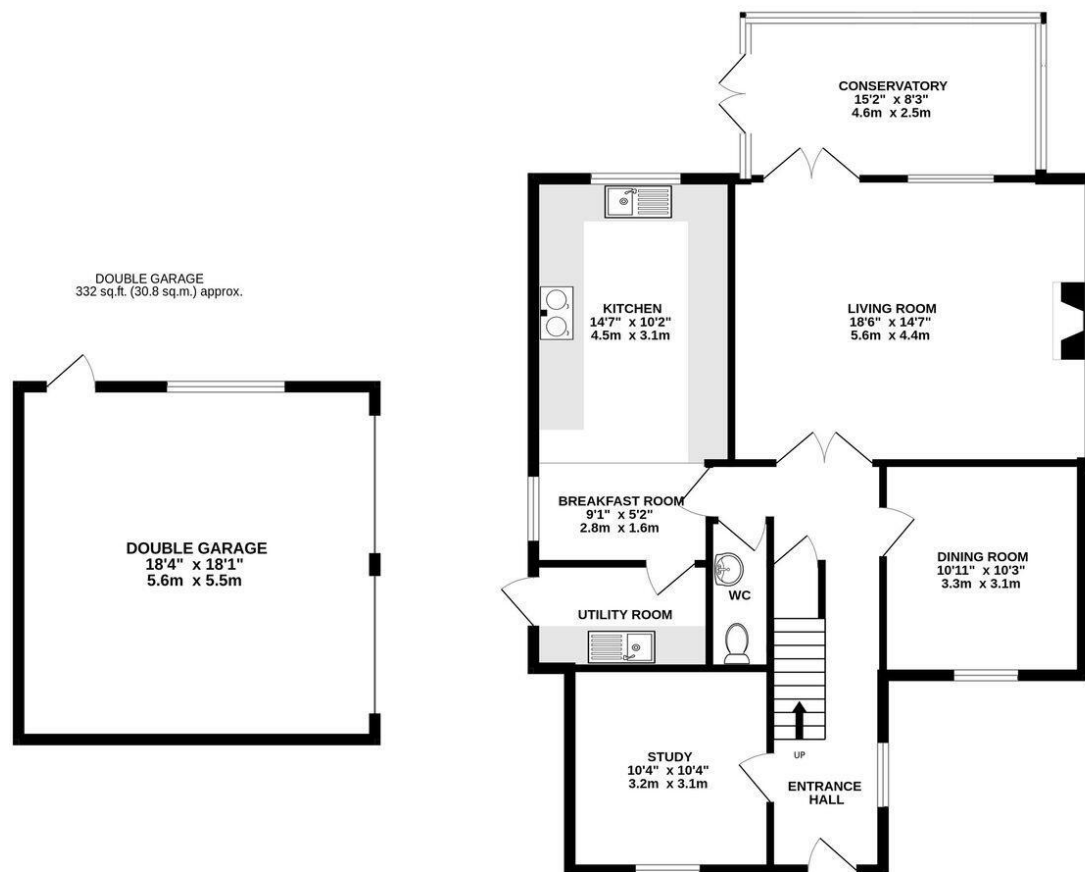 CONSERVATORY
15'2" x 8'3"
4.6m x 2.5m
DOUBLE GARAGE
332 sq.ft. (30.8 sq.m.) approx.
KITCHEN
14'7" x 10'2"
4.5m x 3.1m
LIVING ROOM
18'6" x 14'7"
5.6m x 4.4m
BREAKFAST ROOM
9'1" x 5'2"
2.8m x 1.6m
DOUBLE GARAGE
18'4" x 18'1"
5.6m x 5.5m
DINING ROOM
10'11" x 10'3"
3.3m x 3.1m
WC
UTILITY ROOM
STUDY
10'4" x 10'4"
3.2m x 3.1m
UP
ENTRANCE
HALL